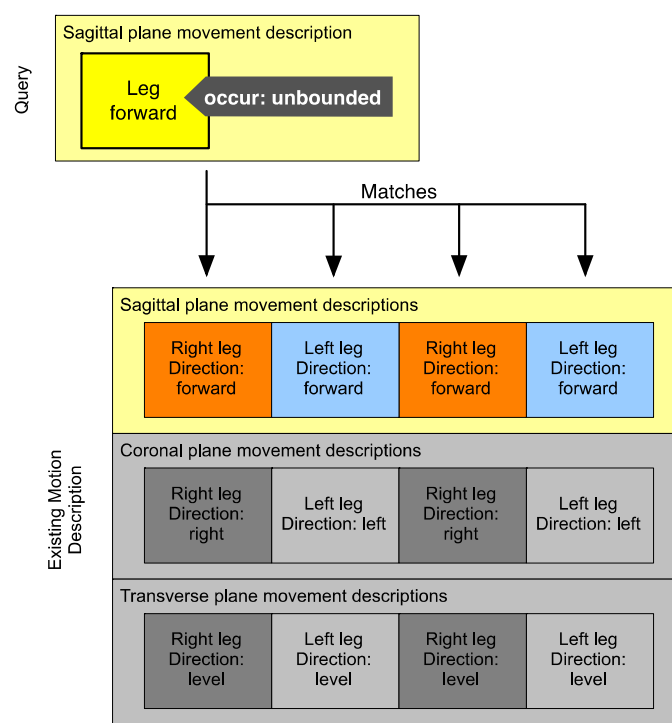 Query
Sagittal plane movement description
Leg
forward
occur: unbounded
Matches
Existing Motion
Description
Sagittal plane movement descriptions
Right leg
Direction:
forward
Left leg
Direction:
forward
Right leg
Direction:
forward
Left leg
Direction:
forward
Coronal plane movement descriptions
Right leg
Direction:
right
Left leg
Direction: left
Right leg
Direction:
right
Left leg
Direction: left
Transverse plane movement descriptions
Right leg
Direction:
level
Left leg
Direction:
level
Right leg
Direction:
level
Left leg
Direction:
level